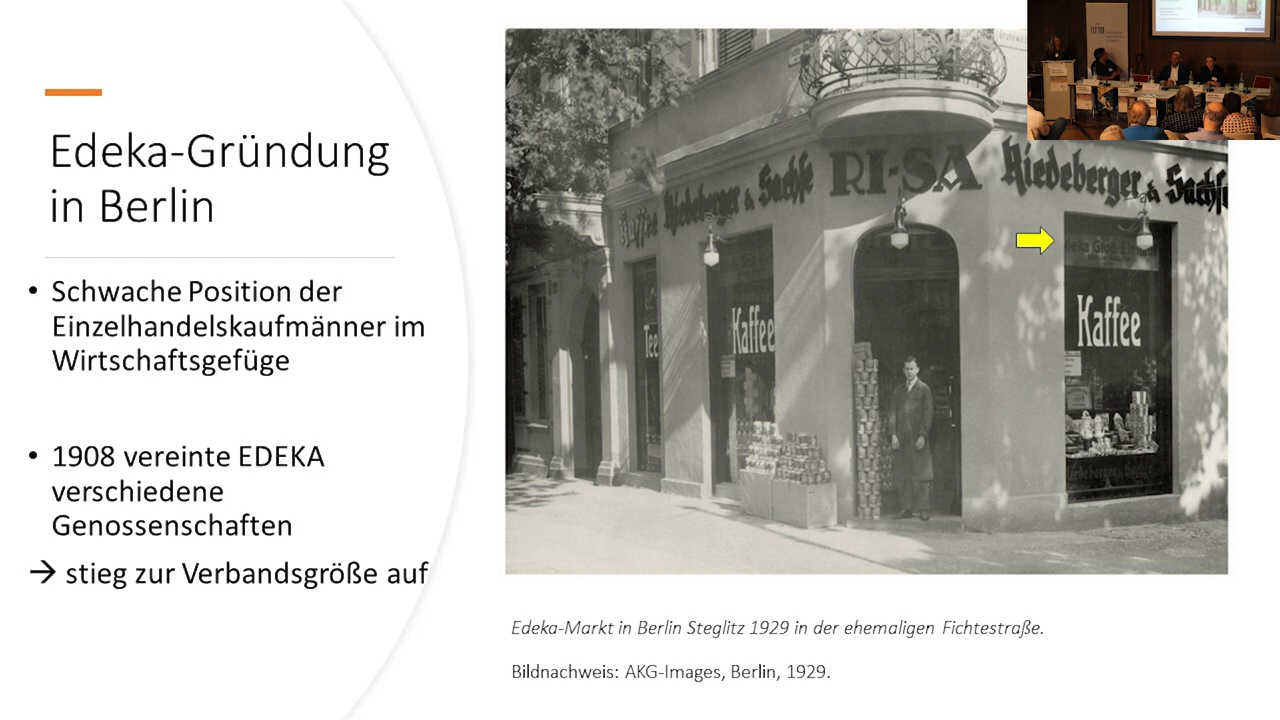 Edeka-Gründung
in Berlin
• Schwache Position der
Einzelhandelskaufmänner im
Wirtschaftsgefüge
• 1908 vereinte EDEKA
verschiedene
Genossenschaften
→ stieg zur Verbandsgröße auf
Kaffee Riedeberger & Sachse
RI-SA
Riedeberger & Sachse
Tee
Kaffee
Kaffee
Edeka-Markt in Berlin Steglitz 1929 in der ehemaligen Fichtestraße.
Bildnachweis: AKG-Images, Berlin, 1929.